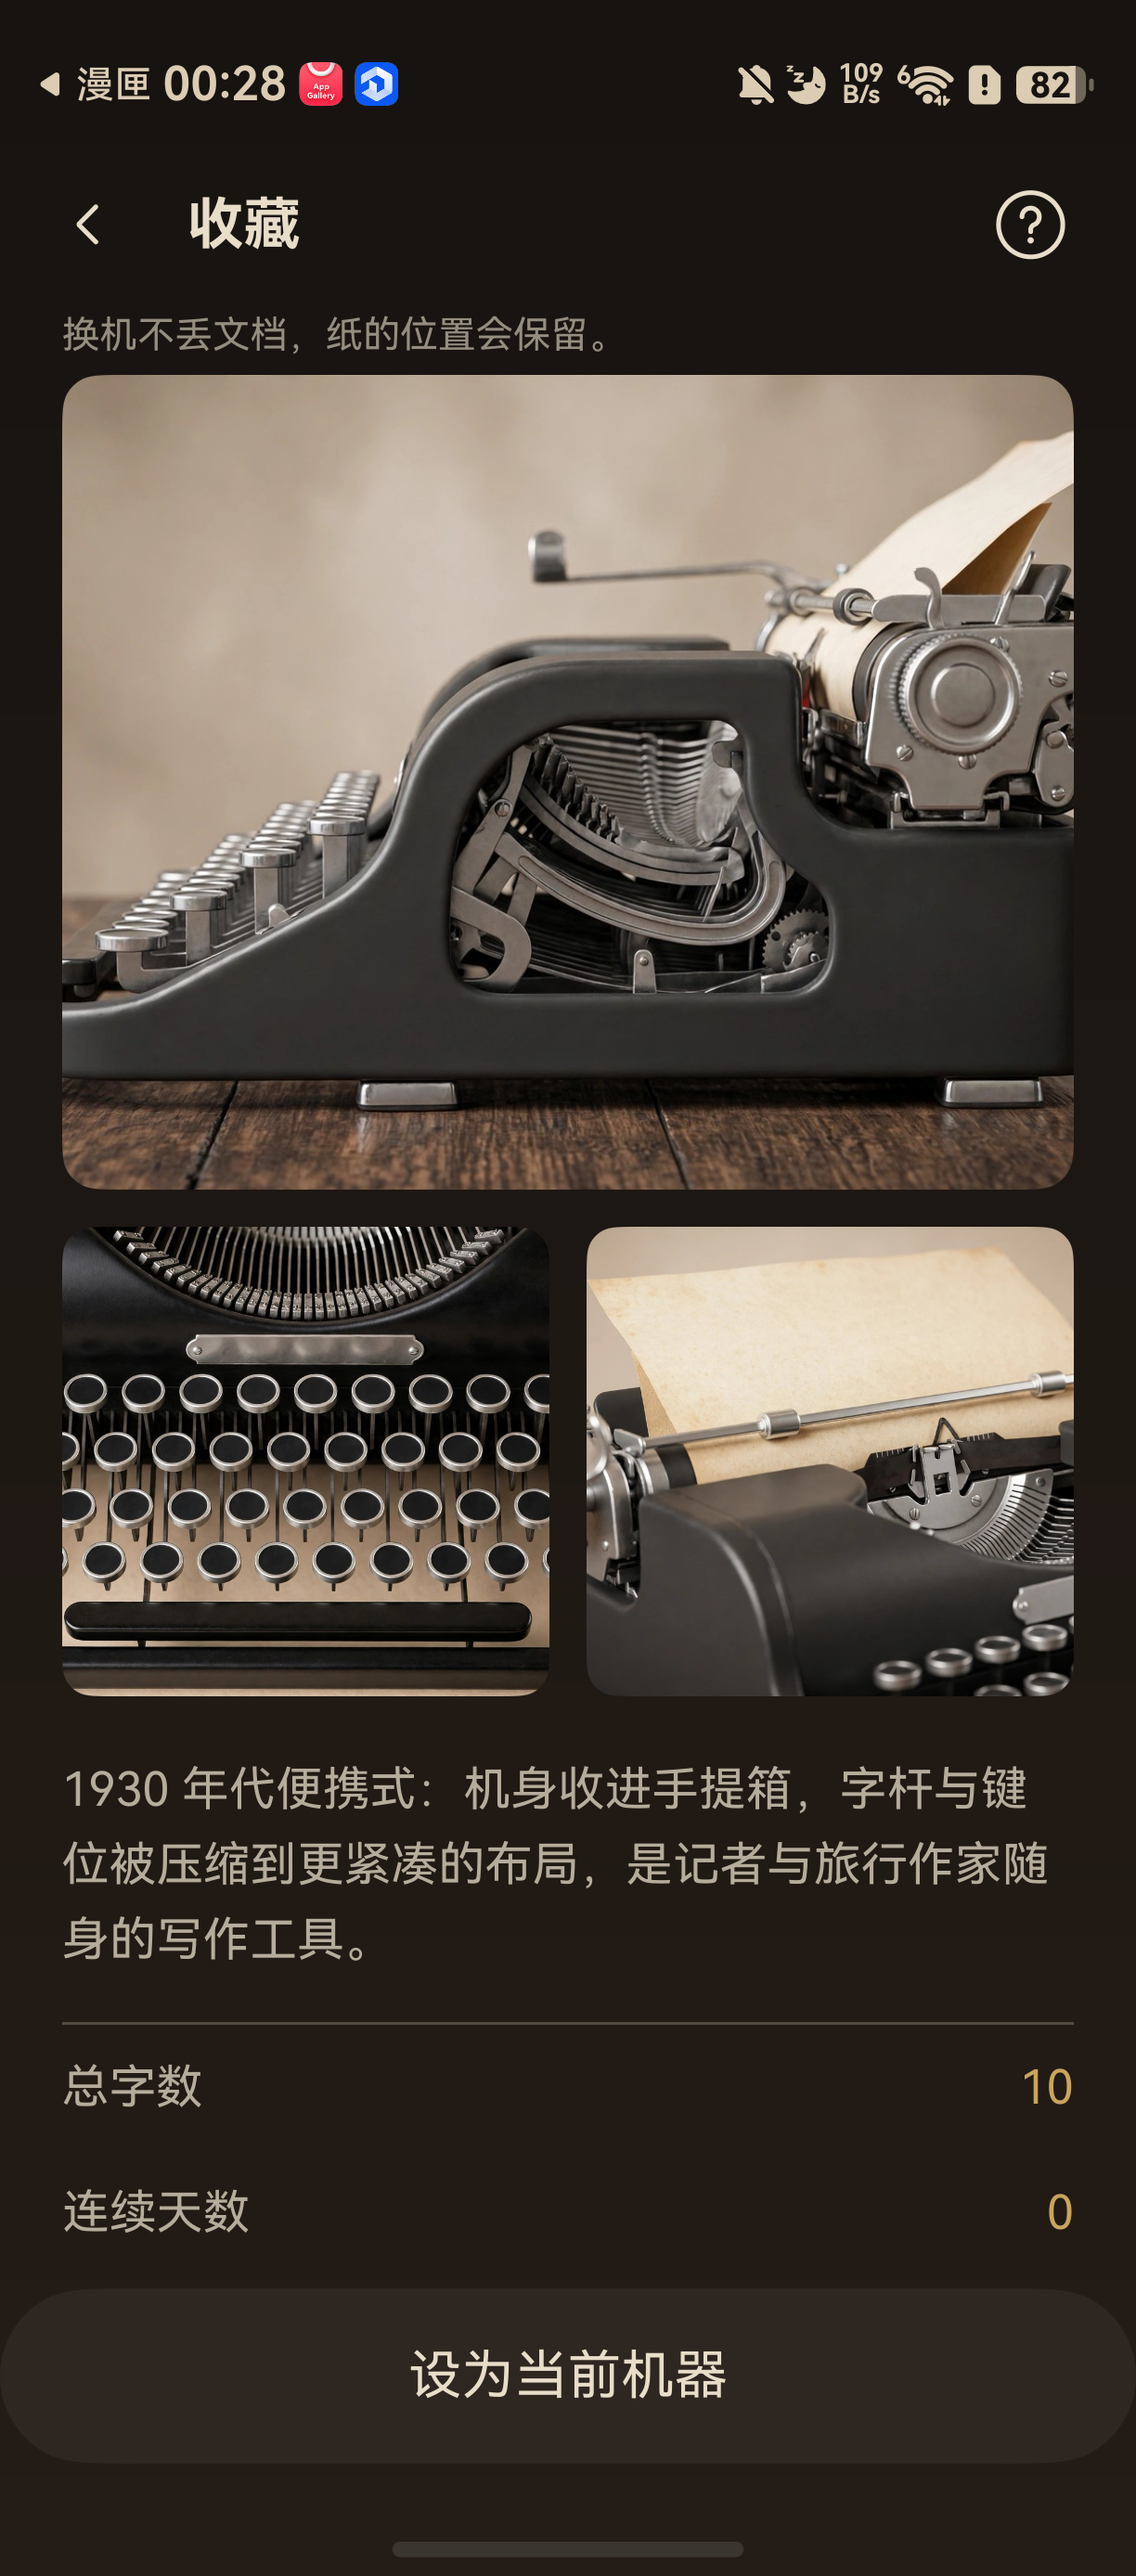 漫匣 00:28 App Gallery 109 B/s 6 82
收藏
换机不丢文档，纸的位置会保留。
1930 年代便携式：机身收进手提箱，字杆与键
位被压缩到更紧凑的布局，是记者与旅行作家随
身的写作工具。
总字数 10
连续天数 0
设为当前机器